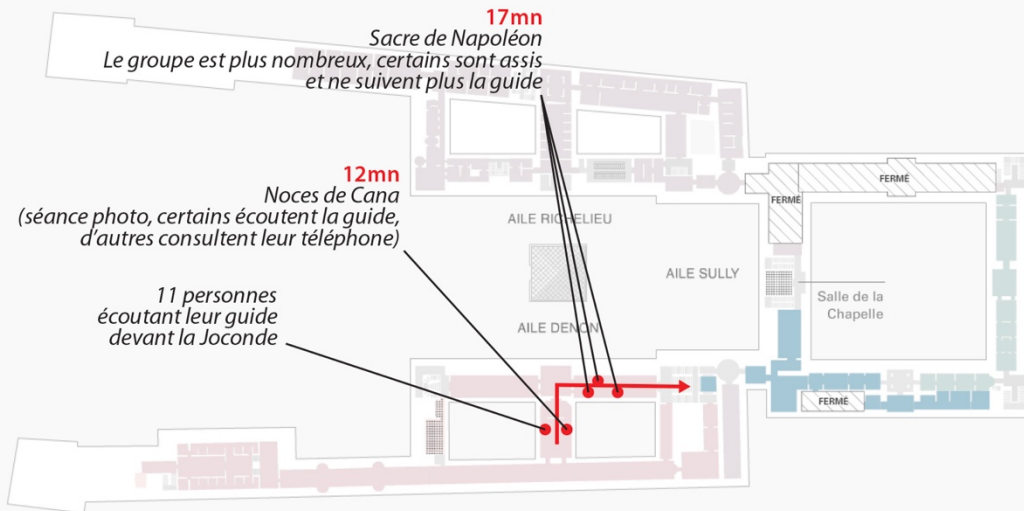 17mn
Sacre de Napoléon
Le groupe est plus nombreux, certains sont assis
et ne suivent plus la guide
12mn
Noces de Cana
(séance photo, certains écoutent la guide,
d’autres consultent leur téléphone)
11 personnes
écoutant leur guide
devant la Joconde
AILE RICHELIEU
AILE SULLY
AILE DENON
FERMÉ
FERMÉ
Salle de la
Chapelle
FERMÉ